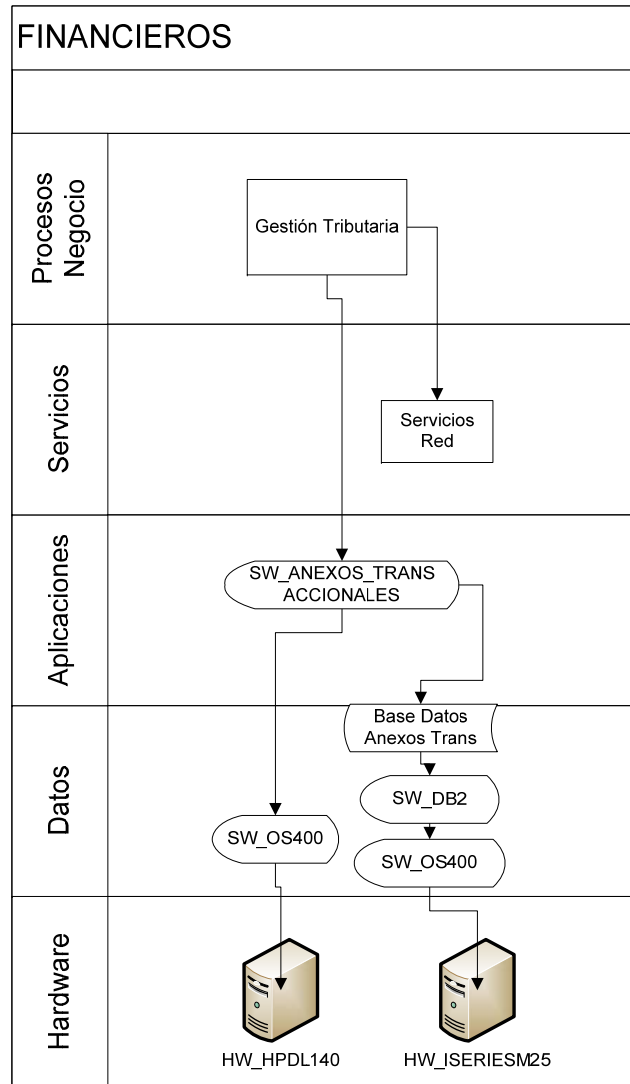 FINANCIEROS
Procesos
Negocio
Gestión Tributaria
Servicios
Servicios
Red
Aplicaciones
SW_ANEXOS_TRANS
ACCIONALES
Datos
Base Datos
Anexos Trans
SW_DB2
SW_OS400
SW_OS400
Hardware
HW_HPDL140
HW_ISERIESM25